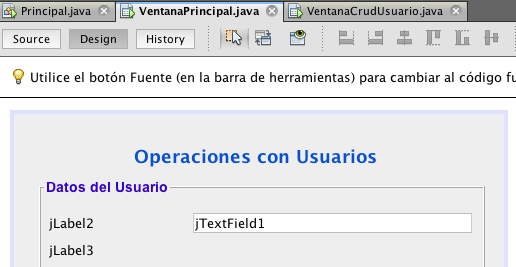 Principal.java VentanaPrincipal.java VentanaCrudUsuario.java
Source Design History
Utilice el botón Fuente (en la barra de herramientas) para cambiar al código
Operaciones con Usuarios
Datos del Usuario
jLabel2 jTextField1
jLabel3